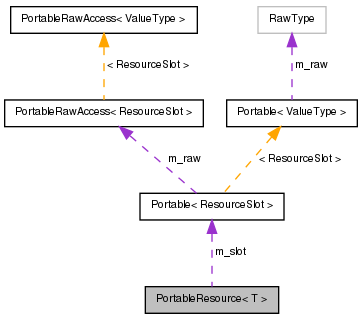 PortableRawAccess< ValueType >
RawType
< ResourceSlot >
m_raw
PortableRawAccess< ResourceSlot >
Portable< ValueType >
m_raw
< ResourceSlot >
Portable< ResourceSlot >
m_slot
PortableResource< T >